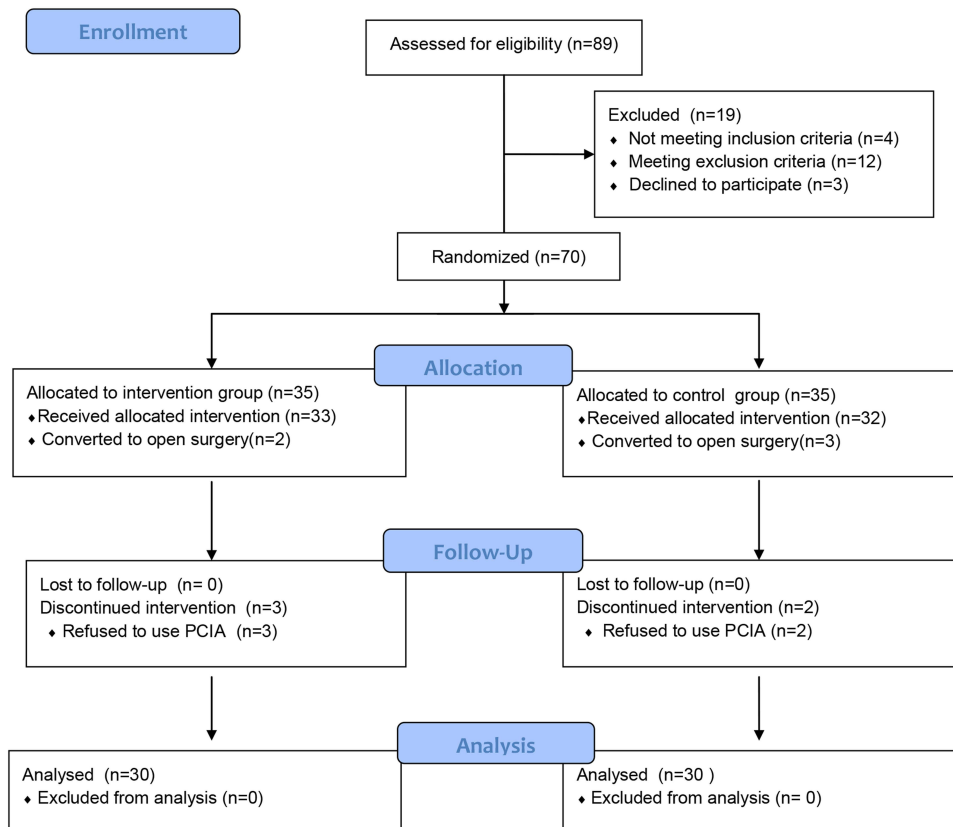 Enrollment
Assessed for eligibility (n=89)
Excluded (n=19)
♦ Not meeting inclusion criteria (n=4)
♦ Meeting exclusion criteria (n=12)
♦ Declined to participate (n=3)
Randomized (n=70)
Allocation
Allocated to intervention group (n=35)
♦Received allocated intervention (n=33)
♦ Converted to open surgery(n=2)
Allocated to control group (n=35)
♦Received allocated intervention (n=32)
♦ Converted to open surgery(n=3)
Follow-Up
Lost to follow-up (n= 0)
Discontinued intervention (n=3)
♦ Refused to use PCIA (n=3)
Lost to follow-up (n=0)
Discontinued intervention (n=2)
♦ Refused to use PCIA (n=2)
Analysis
Analysed (n=30)
♦ Excluded from analysis (n=0)
Analysed (n=30 )
♦ Excluded from analysis (n= 0)